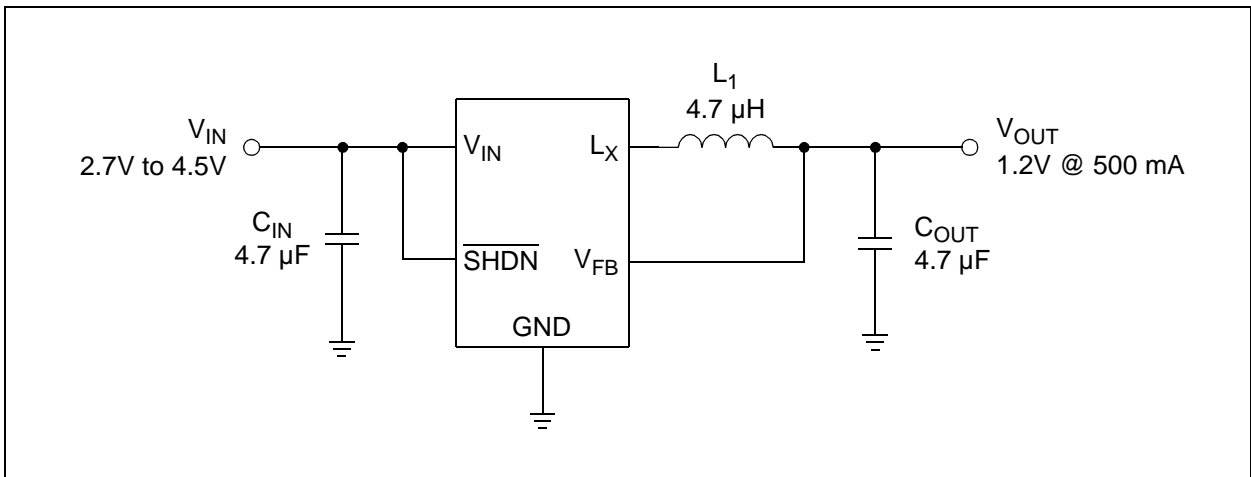 L1
4.7 µH
VIN
2.7V to 4.5V
VIN
LX
VOUT
1.2V @ 500 mA
CIN
4.7 µF
SHDN
VFB
COUT
4.7 µF
GND